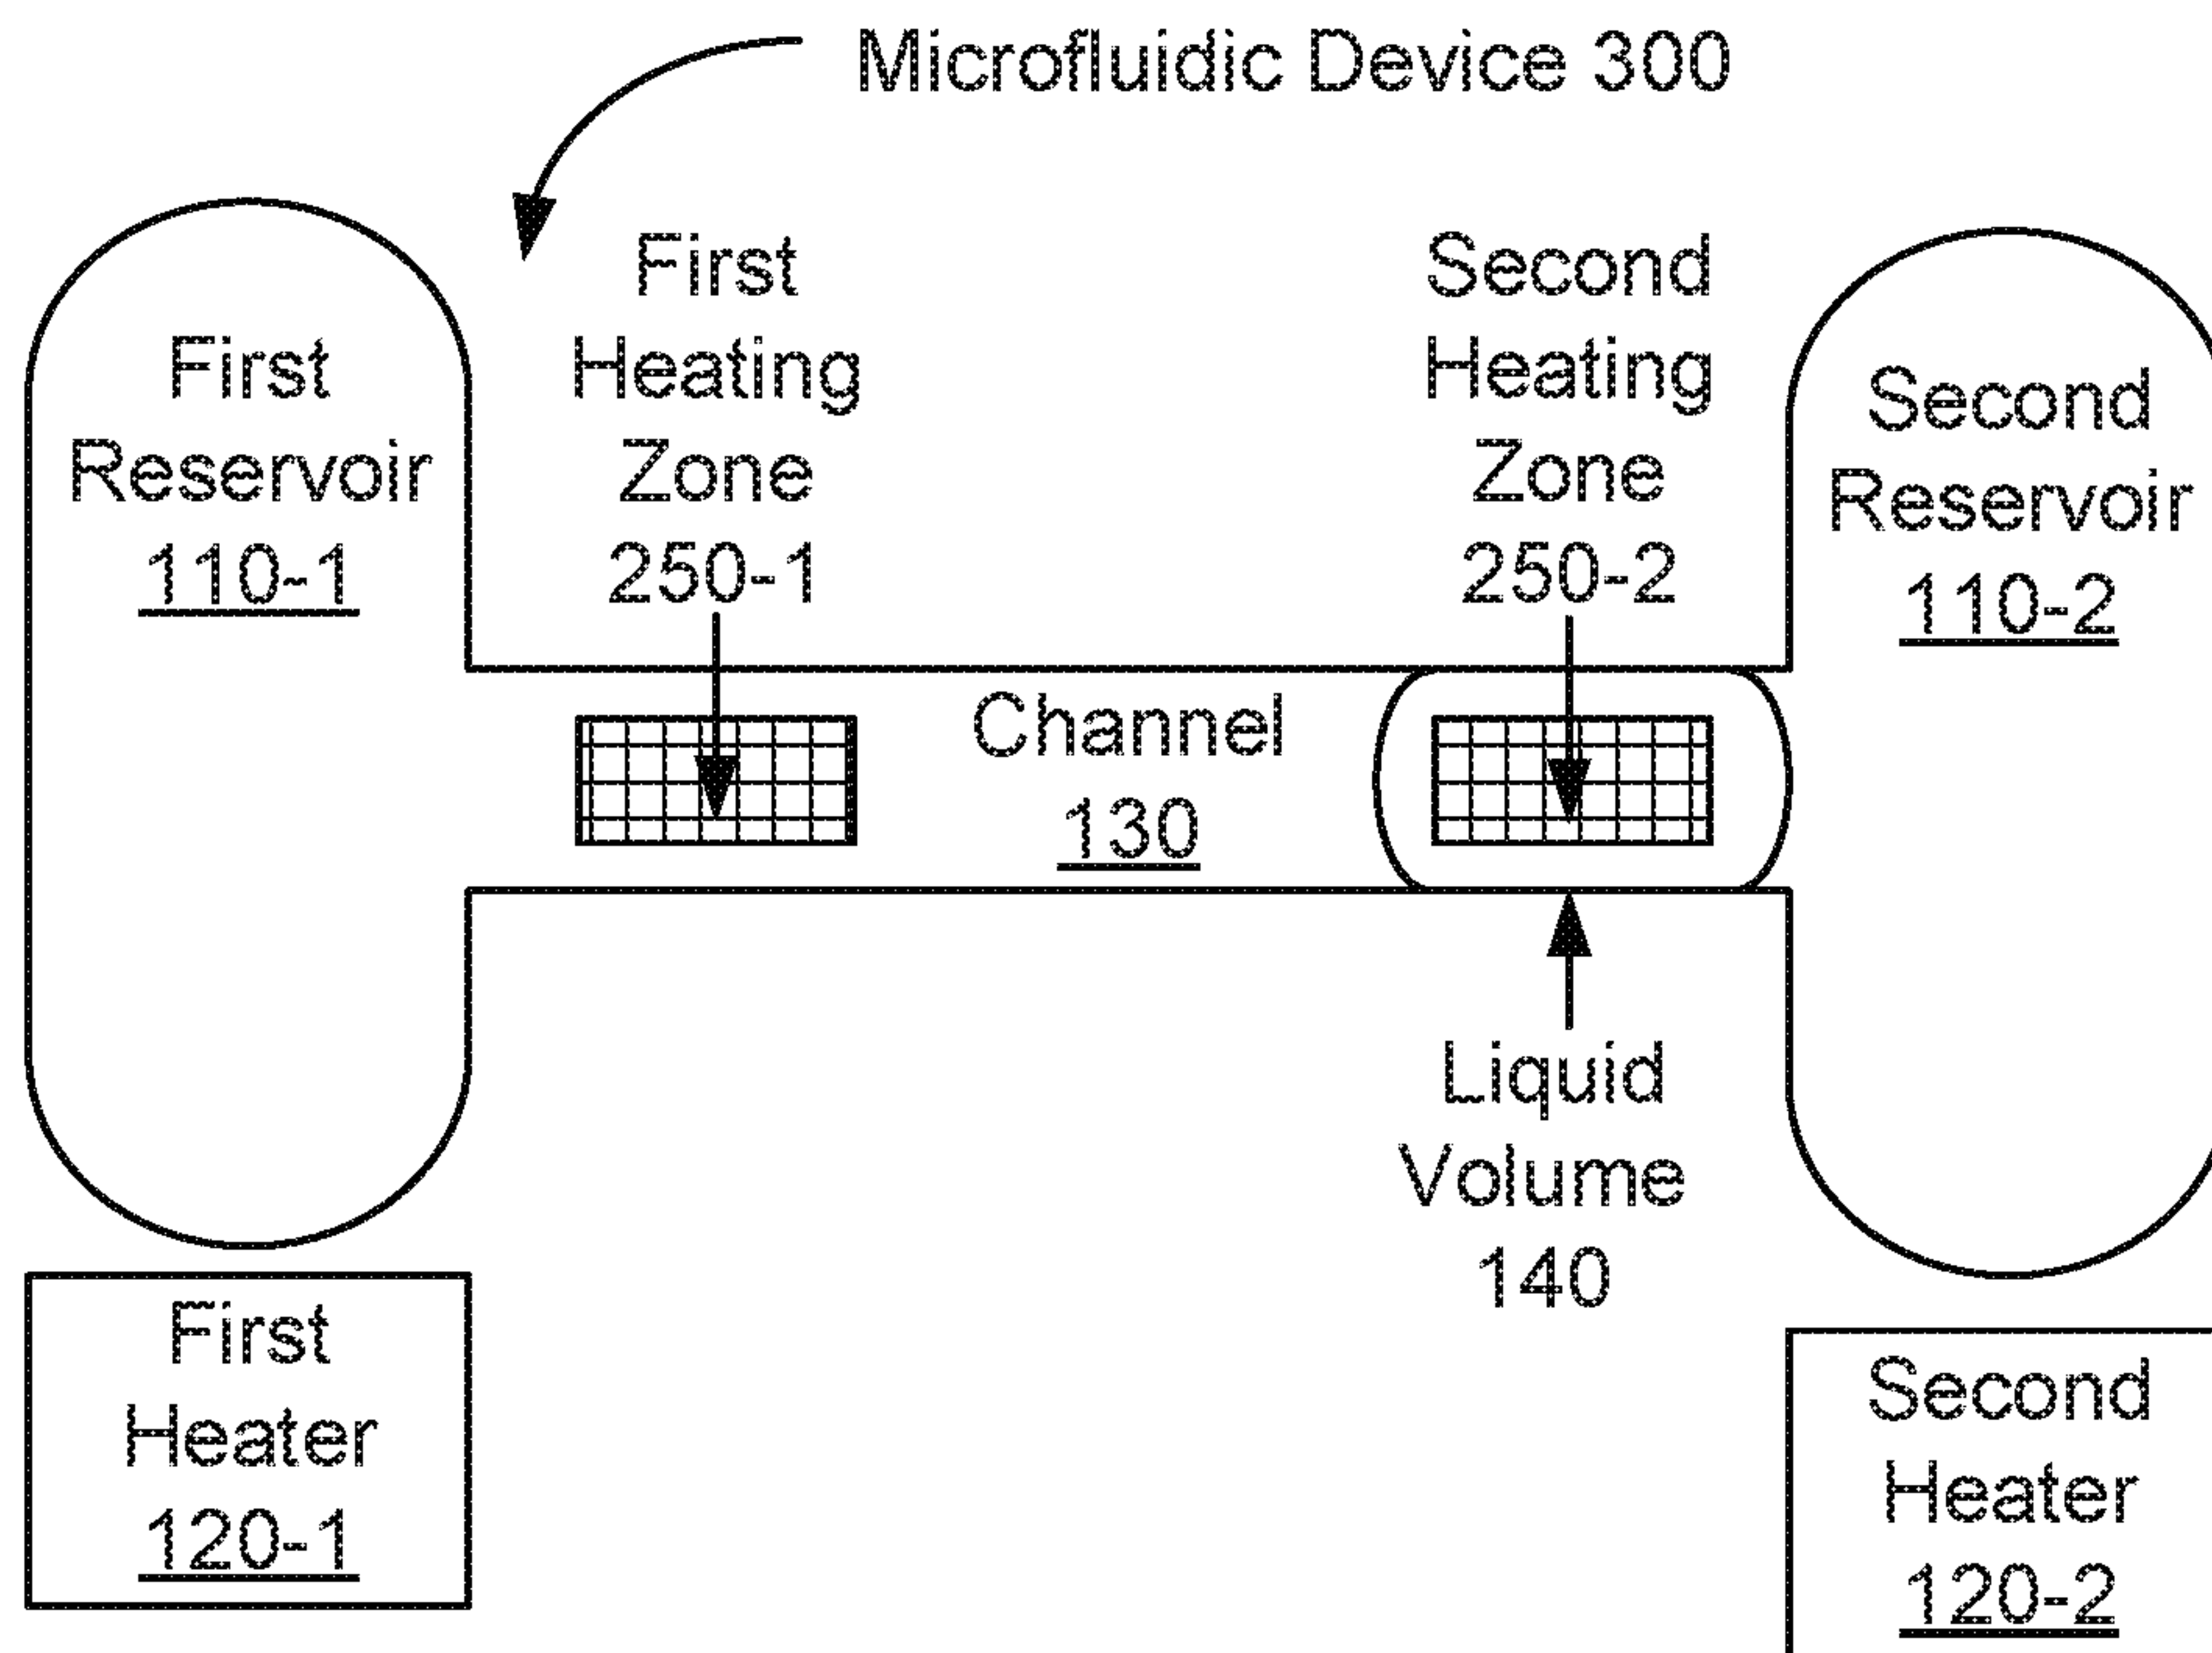 Microfluidic Device 300
First
Reservoir
110-1
First
Heating
Zone
250-1
Second
Heating
Zone
250-2
Second
Reservoir
110-2
Channel
130
Liquid
Volume
140
First
Heater
120-1
Second
Heater
120-2